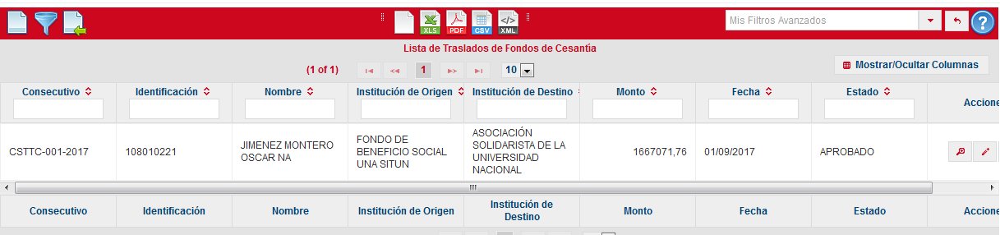 XLS PDF CSV </> XML Mis Filtros Avanzados ?
Lista de Traslados de Fondos de Cesantía
(1 of 1) 1 10 Mostrar/Ocultar Columnas
Consecutivo Identificación Nombre Institución de Origen Institución de Destino Monto Fecha Estado Accione
CSTTC-001-2017
108010221
JIMENEZ MONTERO
OSCAR NA
FONDO DE
BENEFICIO SOCIAL
UNA SITUN
ASOCIACIÓN
SOLIDARISTA DE LA
UNIVERSIDAD
NACIONAL
1667071,76
01/09/2017
APROBADO
Consecutivo Identificación Nombre Institución de Origen Institución de
Destino Monto Fecha Estado Accione